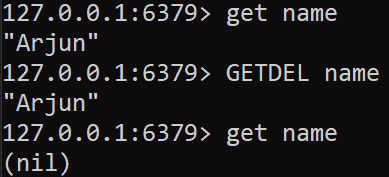 127.0.0.1:6379> get name
"Arjun"
127.0.0.1:6379> GETDEL name
"Arjun"
127.0.0.1:6379> get name
(nil)